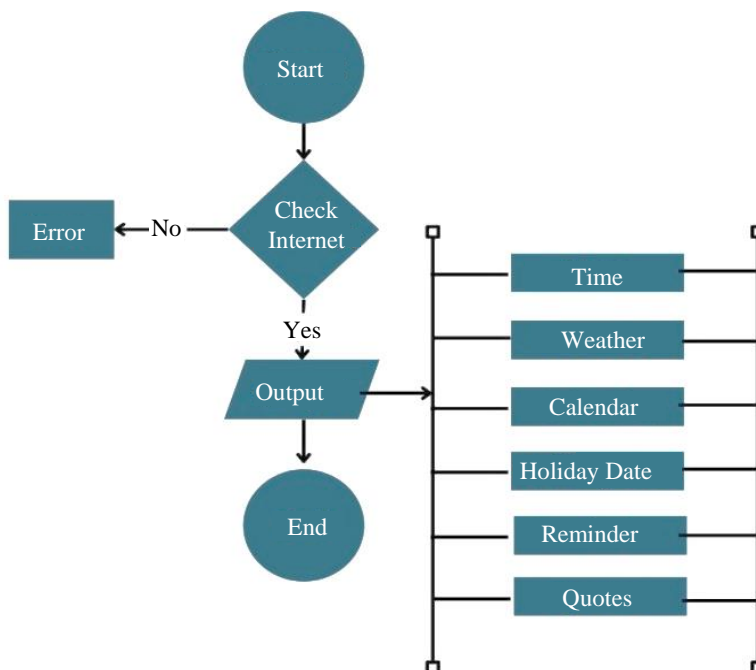 Start
Check
Internet
No
Error
Yes
Output
End
Time
Weather
Calendar
Holiday Date
Reminder
Quotes